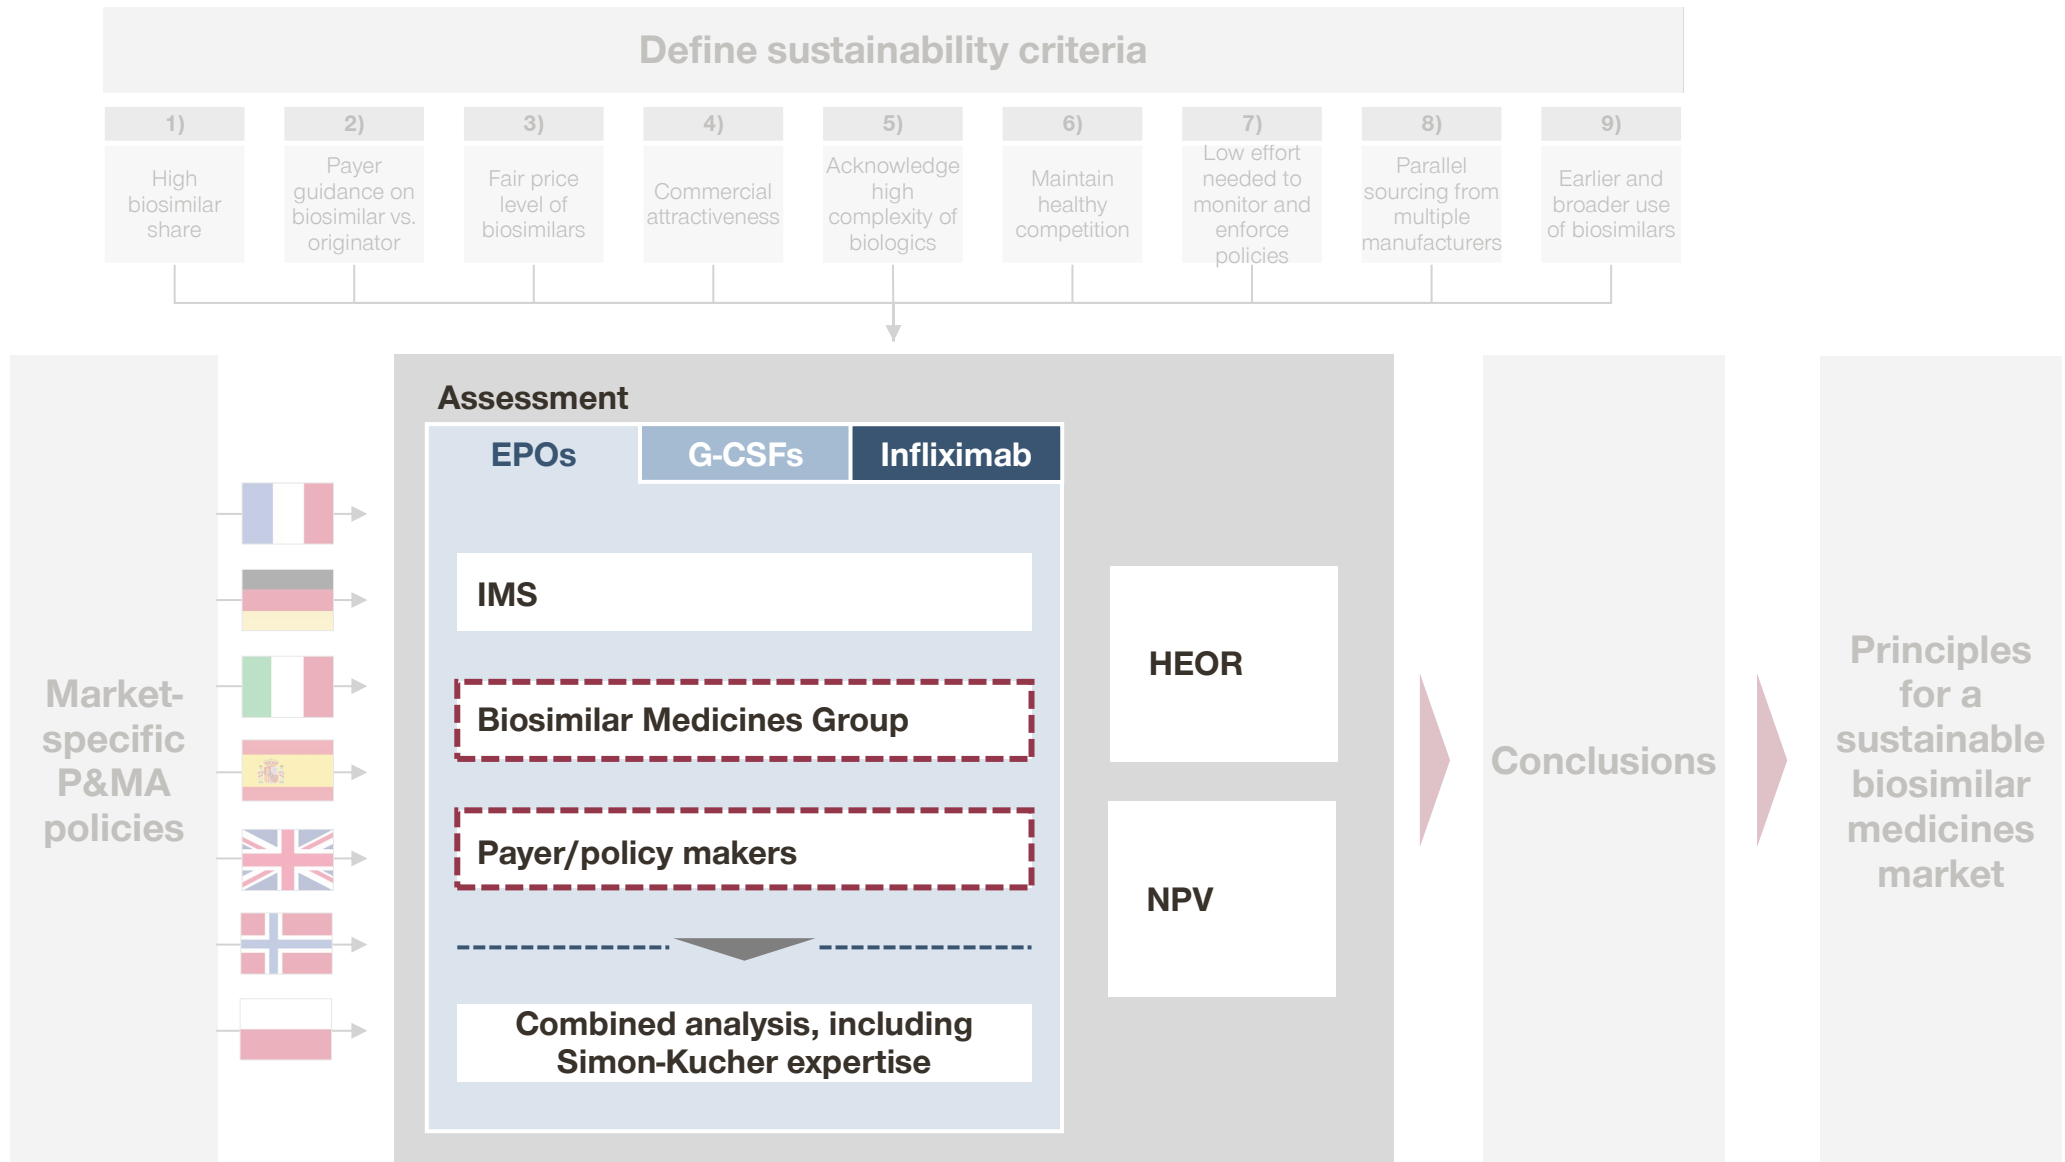 Define sustainability criteria
1)
High
biosimilar
share
2)
Payer
guidance on
biosimilar vs.
originator
3)
Fair price
level of
biosimilars
4)
Commercial
attractiveness
5)
Acknowledge
high
complexity of
biologics
6)
Maintain
healthy
competition
7)
Low effort
needed to
monitor and
enforce
policies
8)
Parallel
sourcing from
multiple
manufacturers
9)
Earlier and
broader use
of biosimilars
Market-
specific
P&MA
policies
Assessment
EPOs
G-CSFs
Infliximab
IMS
Biosimilar Medicines Group
Payer/policy makers
Combined analysis, including
Simon-Kucher expertise
HEOR
NPV
Conclusions
Principles
for a
sustainable
biosimilar
medicines
market